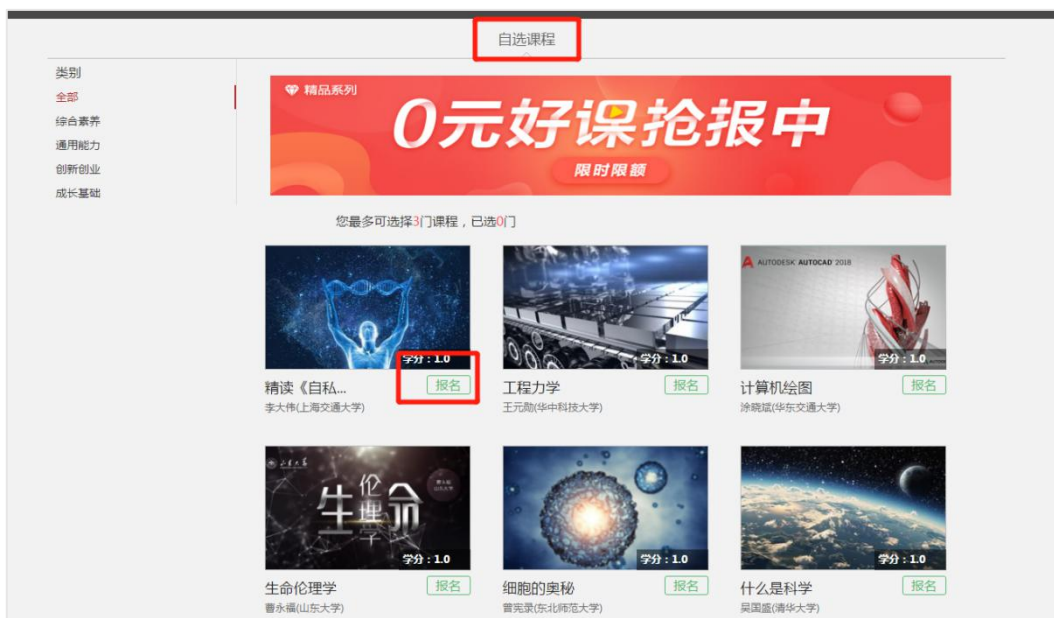 自选课程
类别
全部
综合素养
通用能力
创新创业
成长基础
精品系列
0元好课抢报中
限时限额
您最多可选择3门课程，已选0门
学分：1.0
精读《自私...
报名
李大伟(上海交通大学)
学分：1.0
工程力学
报名
王元勋(华中科技大学)
AUTODESK AUTOCAD 2018
学分：1.0
计算机绘图
报名
涂晓斌(华东交通大学)
生命
伦理学
学分：1.0
生命伦理学
报名
曹永福(山东大学)
学分：1.0
细胞的奥秘
报名
曾宪录(东北师范大学)
学分：1.0
什么是科学
报名
吴国盛(清华大学)